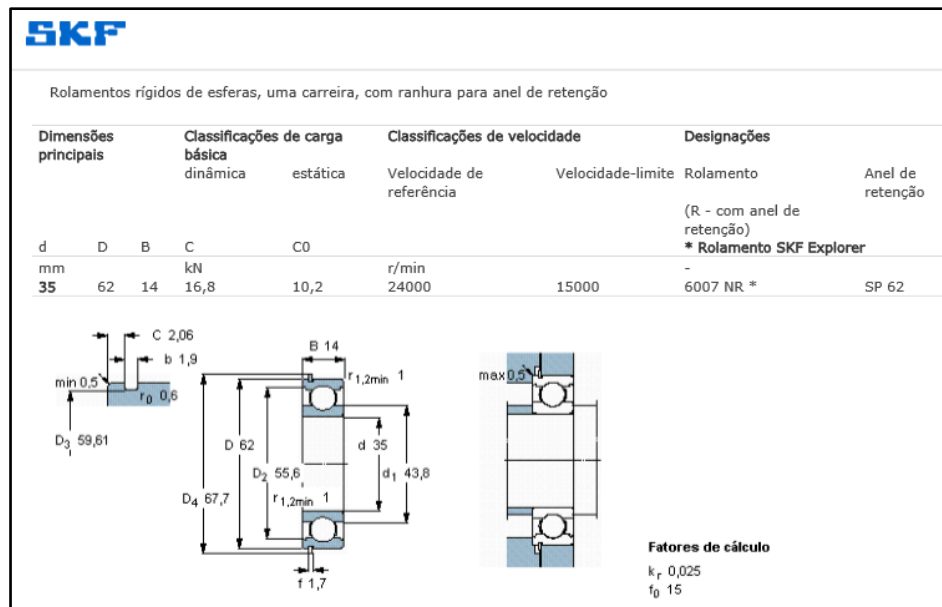 SKF
Rolamentos rígidos de esferas, uma carreira, com ranhura para anel de retenção
Dimensões principais Classificações de carga básica Classificações de velocidade Designações
dinâmica estática Velocidade de referência Velocidade-limite Rolamento Anel de retenção
(R - com anel de retenção)
* Rolamento SKF Explorer
d D B C C0
mm kN r/min -
35 62 14 16,8 10,2 24000 15000 6007 NR * SP 62
C 2,06
b 1,9
min 0,5
r0 0,6
D3 59,61
B 14
r1,2min 1
D 62
d 35
D2 55,6
d1 43,8
D4 67,7
r1,2min 1
f 1,7
max 0,5
Fatores de cálculo
kr 0,025
f0 15